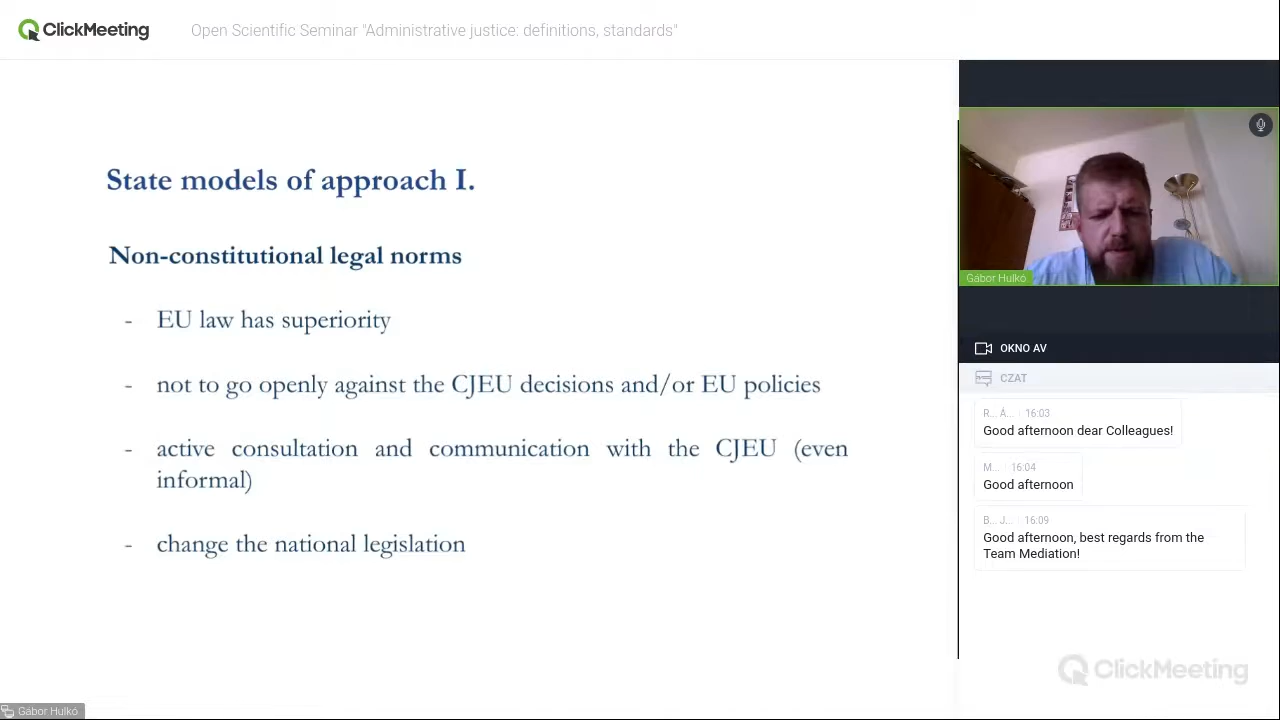 ClickMeeting
Open Scientific Seminar "Administrative justice: definitions, standards"
State models of approach I.
Non-constitutional legal norms
- EU law has superiority
- not to go openly against the CJEU decisions and/or EU policies
- active consultation and communication with the CJEU (even
informal)
- change the national legislation
Gábor Hulkó
OKNO AV
CZAT
R... Á... 16:03
Good afternoon dear Colleagues!
M... 16:04
Good afternoon
B... J... 16:09
Good afternoon, best regards from the
Team Mediation!
ClickMeeting
Gábor Hulkó